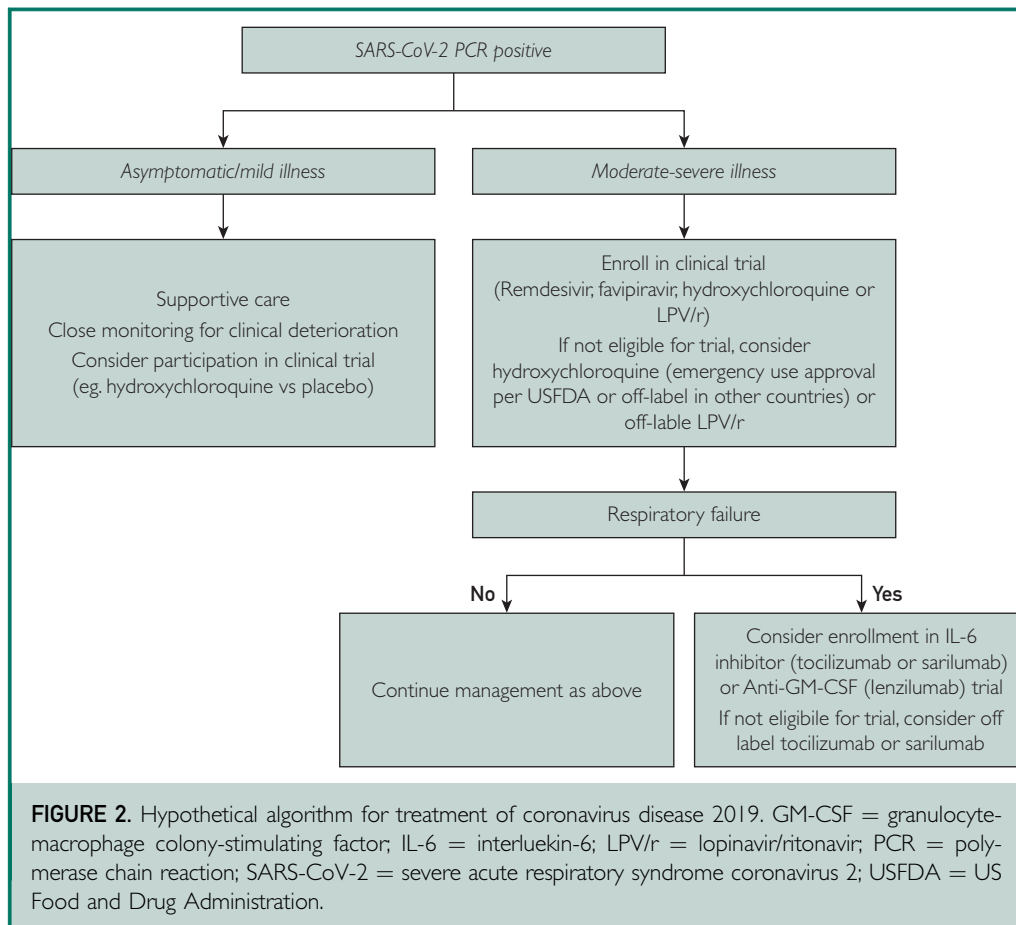 SARS-CoV-2 PCR positive
Asymptomatic/mild illness
Moderate-severe illness
Supportive care
Close monitoring for clinical deterioration
Consider participation in clinical trial
(eg. hydroxychloroquine vs placebo)
Enroll in clinical trial
(Remdesivir, favipiravir, hydroxychloroquine or
LPV/r)
If not eligible for trial, consider
hydroxychloroquine (emergency use approval
per USFDA or off-label in other countries) or
off-lable LPV/r
Respiratory failure
No
Yes
Continue management as above
Consider enrollment in IL-6
inhibitor (tocilizumab or sarilumab)
or Anti-GM-CSF (lenzilumab) trial
If not eligibile for trial, consider off
label tocilizumab or sarilumab
FIGURE 2. Hypothetical algorithm for treatment of coronavirus disease 2019. GM-CSF = granulocyte-
macrophage colony-stimulating factor; IL-6 = interluekin-6; LPV/r = lopinavir/ritonavir; PCR = poly-
merase chain reaction; SARS-CoV-2 = severe acute respiratory syndrome coronavirus 2; USFDA = US
Food and Drug Administration.